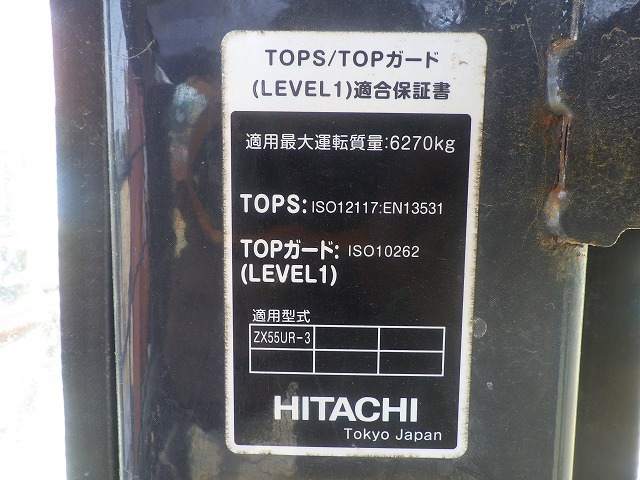 TOPS/TOPガード
(LEVEL1)適合保証書
適用最大運転質量:6270kg
TOPS: ISO12117:EN13531
TOPガード: ISO10262
(LEVEL1)
適用型式
ZX55UR-3
HITACHI
Tokyo Japan